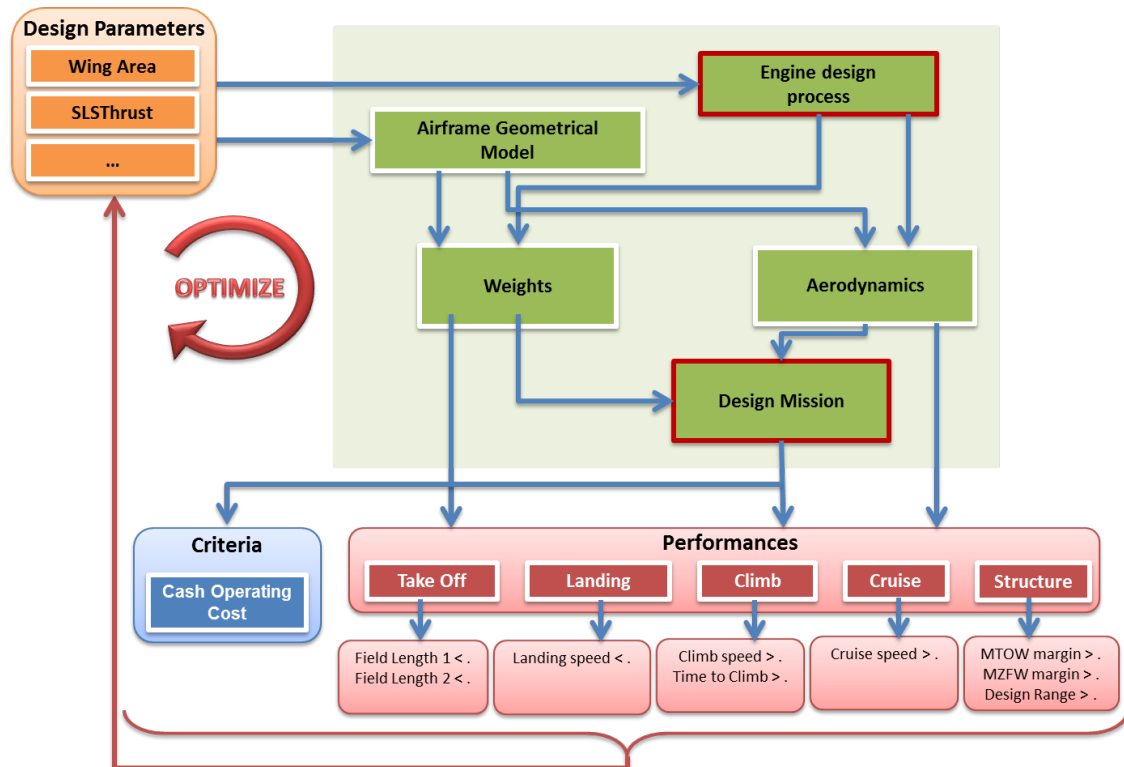 Design Parameters
Wing Area
SLSThrust
...
Engine design
process
Airframe Geometrical
Model
OPTIMIZE
Weights
Aerodynamics
Design Mission
Criteria
Cash Operating
Cost
Performances
Take Off
Landing
Climb
Cruise
Structure
Field Length 1 < .
Field Length 2 < .
Landing speed < .
Climb speed > .
Time to Climb > .
Cruise speed > .
MTOW margin > .
MZFW margin > .
Design Range > .